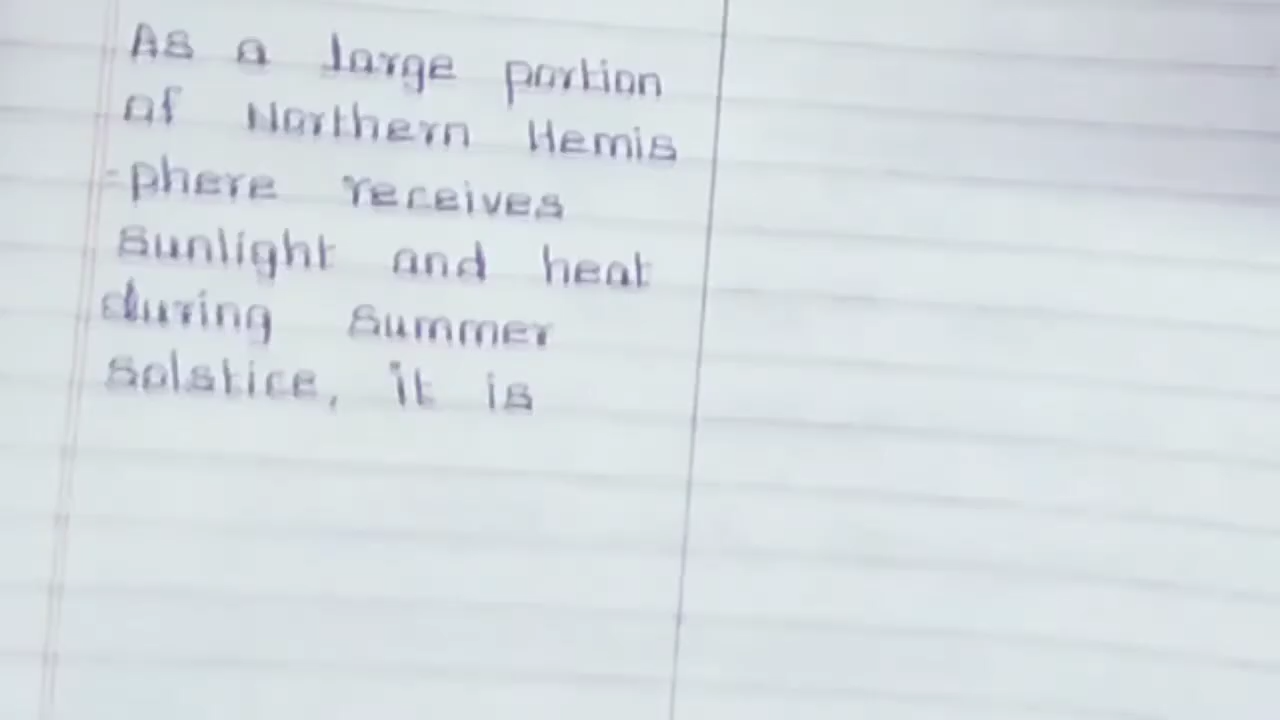 As a large portion
of Northern Hemis
-phere receives
sunlight and heat
during summer
solstice, it is